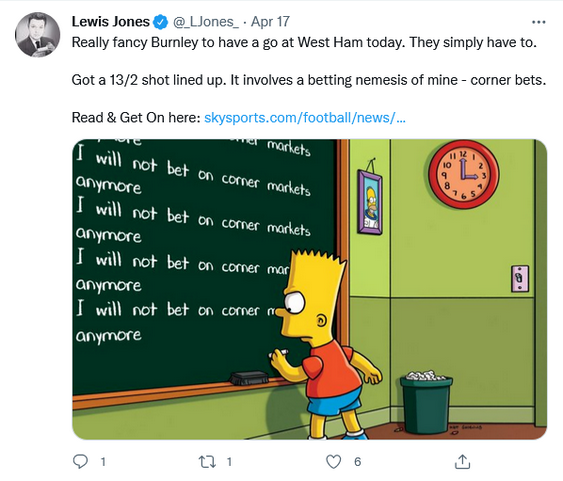 Lewis Jones @_LJones_ · Apr 17
Really fancy Burnley to have a go at West Ham today. They simply have to.
Got a 13/2 shot lined up. It involves a betting nemesis of mine - corner bets.
Read & Get On here: skysports.com/football/news/...
markets
I will not bet on corner markets
anymore
I will not bet on corner markets
anymore
I will not bet on corner mar
anymore
I will not bet on corner m
anymore
11 12 1
10 2
9 3
8 4
7 6 5
1 1 6